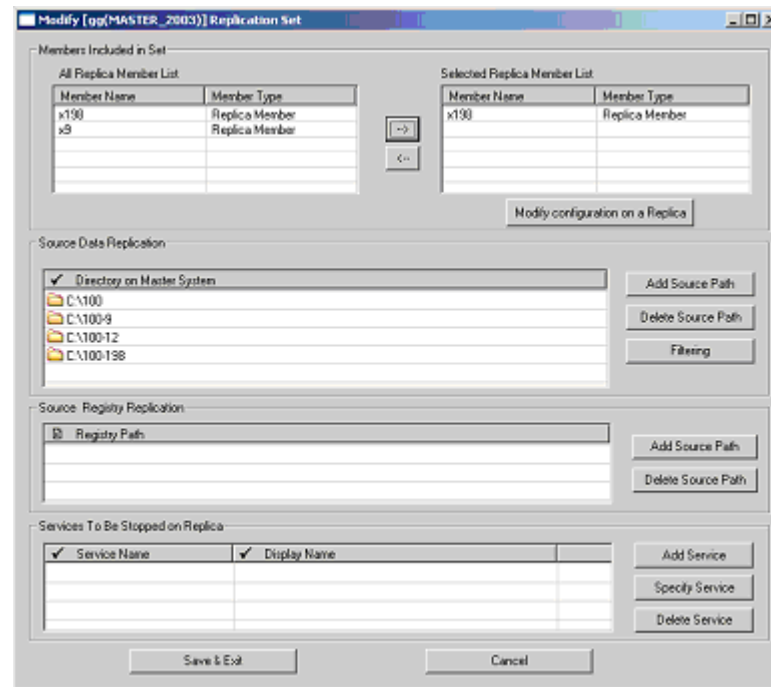 Modify [gg(MASTER_2003)] Replication Set
Members Included in Set
All Replica Member List
Selected Replica Member List
Member Name Member Type
x198 Replica Member
x9 Replica Member
-->
<--
Member Name Member Type
x198 Replica Member
Modify configuration on a Replica
Source Data Replication
Directory on Master System
C:\100
C:\100-9
C:\100-12
C:\100-198
Add Source Path
Delete Source Path
Filtering
Source Registry Replication
Registry Path
Add Source Path
Delete Source Path
Services To Be Stopped on Replica
Service Name Display Name
Add Service
Specify Service
Delete Service
Save & Exit
Cancel